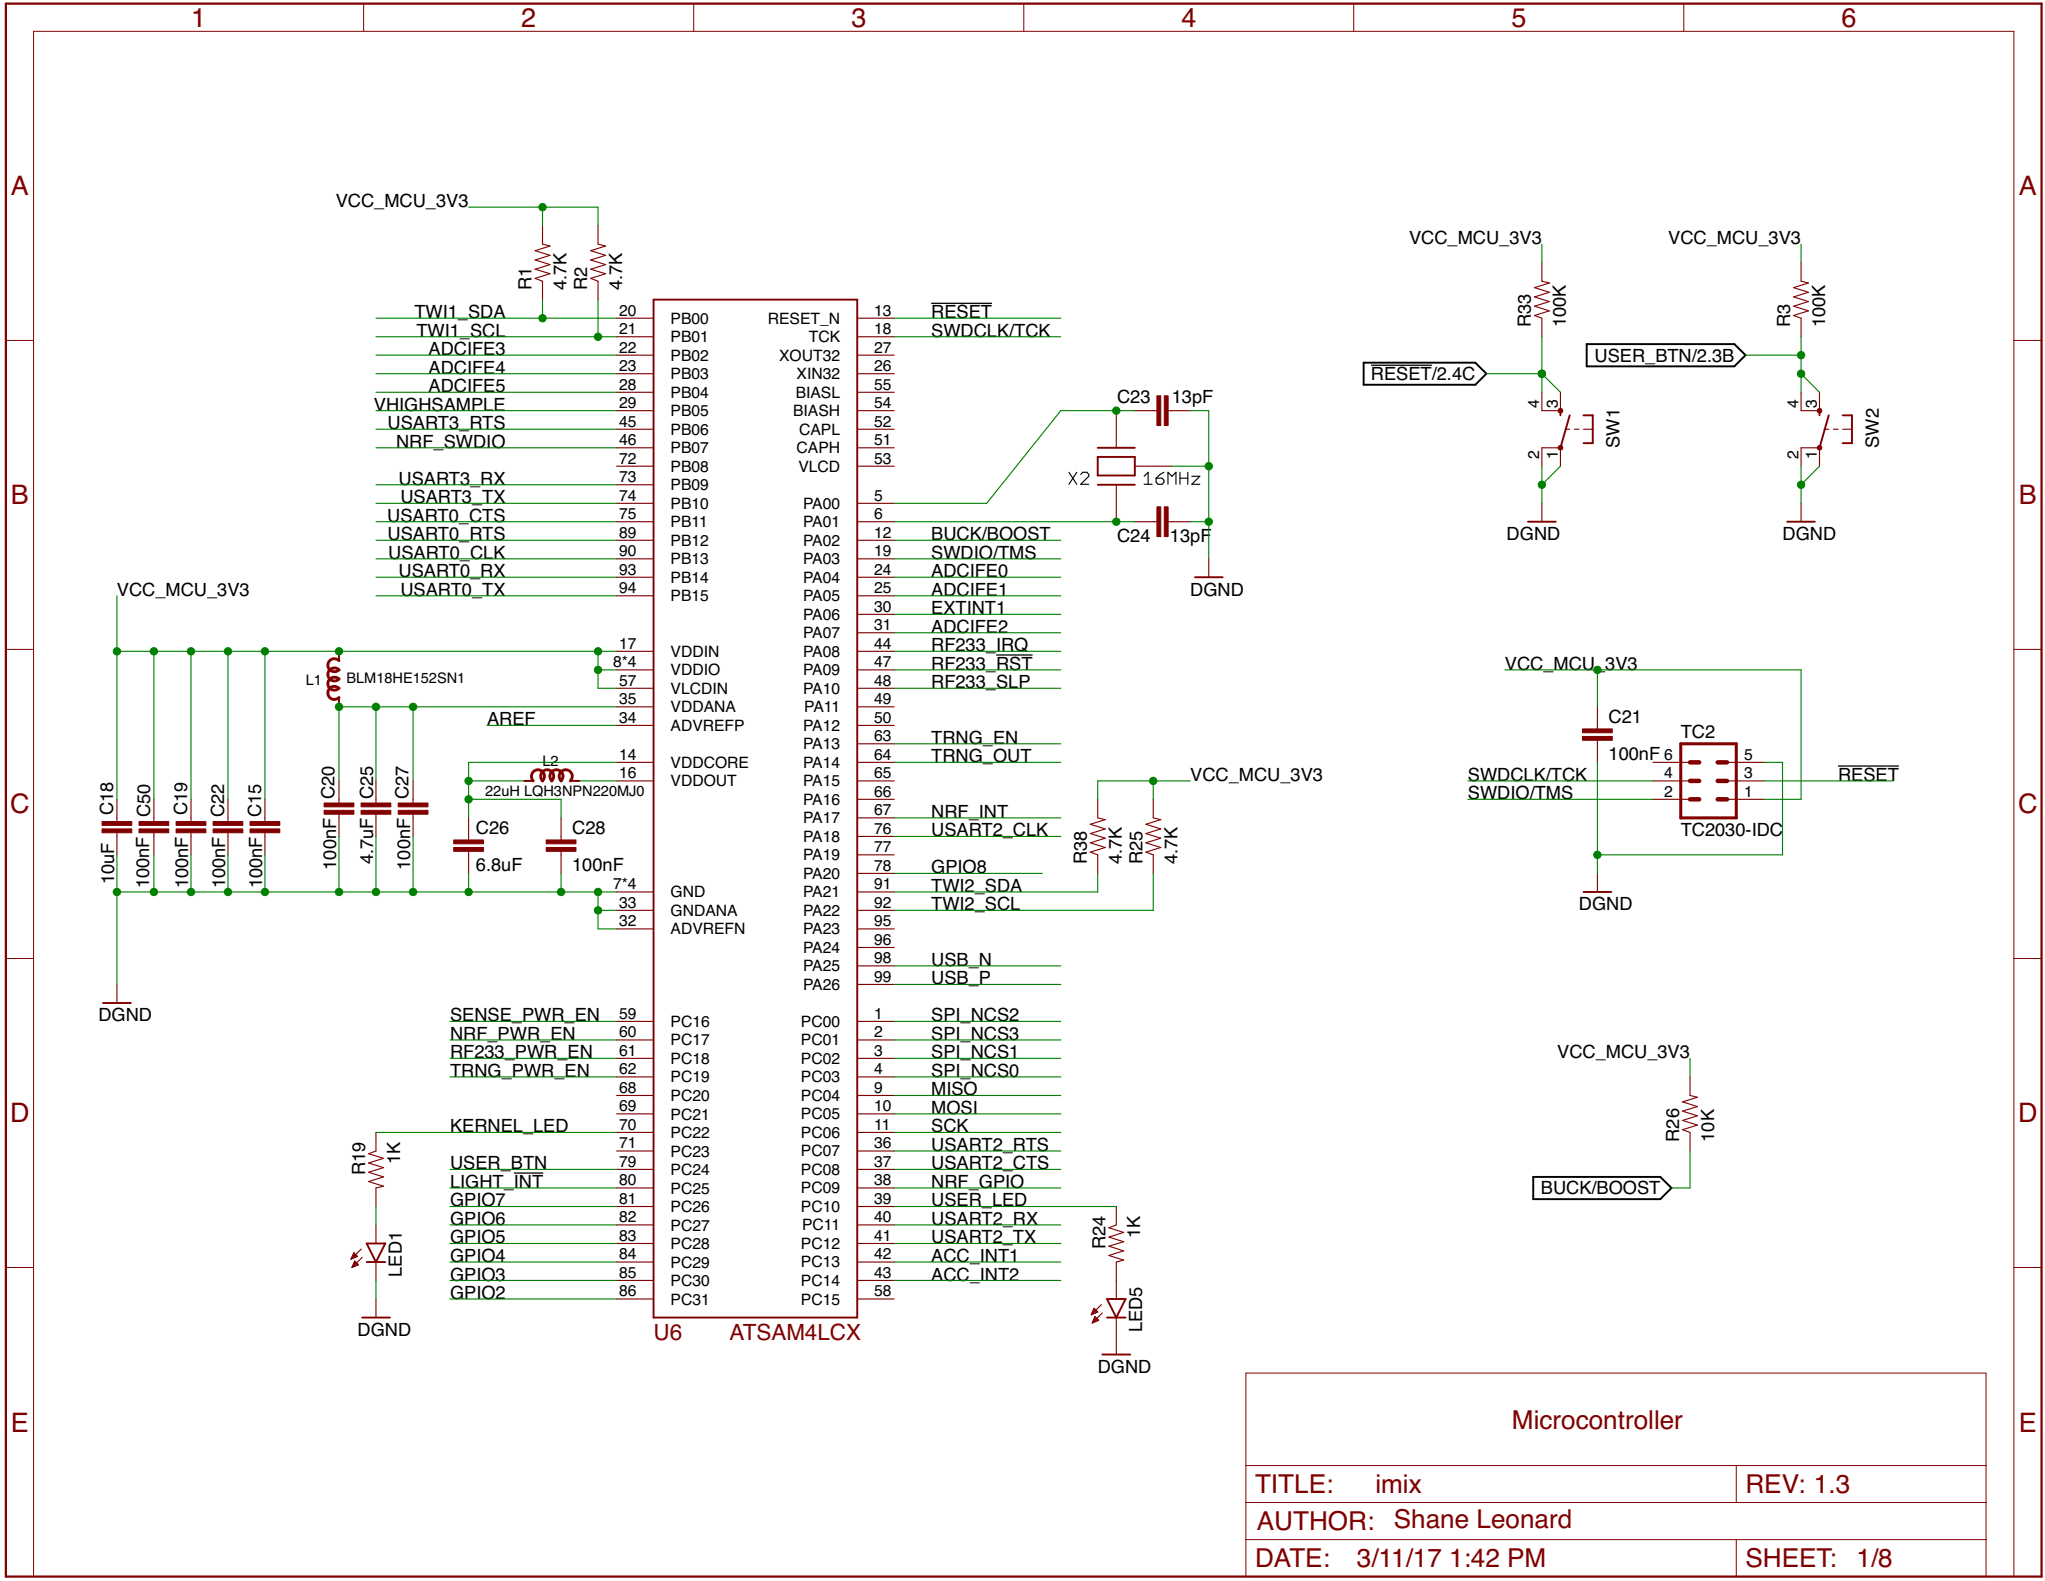 1 2 3 4 5 6
A A
B B
C C
D D
E E
VCC_MCU_3V3
R1 4.7K
R2 4.7K
TWI1_SDA 20 PB00
TWI1_SCL 21 PB01
ADCIFE3 22 PB02
ADCIFE4 23 PB03
ADCIFE5 28 PB04
VHIGHSAMPLE 29 PB05
USART3_RTS 45 PB06
NRF_SWDIO 46 PB07
72 PB08
USART3_RX 73 PB09
USART3_TX 74 PB10
USART0_CTS 75 PB11
USART0_RTS 89 PB12
USART0_CLK 90 PB13
USART0_RX 93 PB14
USART0_TX 94 PB15
VCC_MCU_3V3
17 VDDIN
8*4 VDDIO
57 VLCDIN
35 VDDANA
AREF 34 ADVREFP
14 VDDCORE
16 VDDOUT
L1 BLM18HE152SN1
L2
22uH LQH3NPN220MJ0
C18 10uF
C50 100nF
C19 100nF
C22 100nF
C15 100nF
C20 100nF
C25 4.7uF
C27 100nF
C26 6.8uF
C28 100nF
7*4 GND
33 GNDANA
32 ADVREFN
DGND
SENSE_PWR_EN 59 PC16
NRF_PWR_EN 60 PC17
RF233_PWR_EN 61 PC18
TRNG_PWR_EN 62 PC19
68 PC20
69 PC21
KERNEL_LED 70 PC22
71 PC23
USER_BTN 79 PC24
LIGHT_INT 80 PC25
GPIO7 81 PC26
GPIO6 82 PC27
GPIO5 83 PC28
GPIO4 84 PC29
GPIO3 85 PC30
GPIO2 86 PC31
R19 1K
LED1
DGND
U6 ATSAM4LCX
RESET_N 13 RESET
TCK 18 SWDCLK/TCK
XOUT32 27
XIN32 26
BIASL 55
BIASH 54
CAPL 52
CAPH 51
VLCD 53
PA00 5
PA01 6
PA02 12 BUCK/BOOST
PA03 19 SWDIO/TMS
PA04 24 ADCIFE0
PA05 25 ADCIFE1
PA06 30 EXTINT1
PA07 31 ADCIFE2
PA08 44 RF233_IRQ
PA09 47 RF233_RST
PA10 48 RF233_SLP
PA11 49
PA12 50
PA13 63 TRNG_EN
PA14 64 TRNG_OUT
PA15 65
PA16 66
PA17 67 NRF_INT
PA18 76 USART2_CLK
PA19 77
PA20 78 GPIO8
PA21 91 TWI2_SDA
PA22 92 TWI2_SCL
PA23 95
PA24 96
PA25 98 USB_N
PA26 99 USB_P
PC00 1 SPI_NCS2
PC01 2 SPI_NCS3
PC02 3 SPI_NCS1
PC03 4 SPI_NCS0
PC04 9 MISO
PC05 10 MOSI
PC06 11 SCK
PC07 36 USART2_RTS
PC08 37 USART2_CTS
PC09 38 NRF_GPIO
PC10 39 USER_LED
PC11 40 USART2_RX
PC12 41 USART2_TX
PC13 42 ACC_INT1
PC14 43 ACC_INT2
PC15 58
C23 13pF
X2 16MHz
C24 13pF
DGND
VCC_MCU_3V3
R38 4.7K
R25 4.7K
R24 1K
LED5
DGND
VCC_MCU_3V3
R33 100K
RESET/2.4C
4 3
SW1
2 1
DGND
VCC_MCU_3V3
R3 100K
USER_BTN/2.3B
4 3
SW2
2 1
DGND
VCC_MCU_3V3
C21
100nF
TC2
6 5
SWDCLK/TCK 4 3 RESET
SWDIO/TMS 2 1
TC2030-IDC
DGND
VCC_MCU_3V3
R26 10K
BUCK/BOOST
Microcontroller
TITLE: imix REV: 1.3
AUTHOR: Shane Leonard
DATE: 3/11/17 1:42 PM SHEET: 1/8